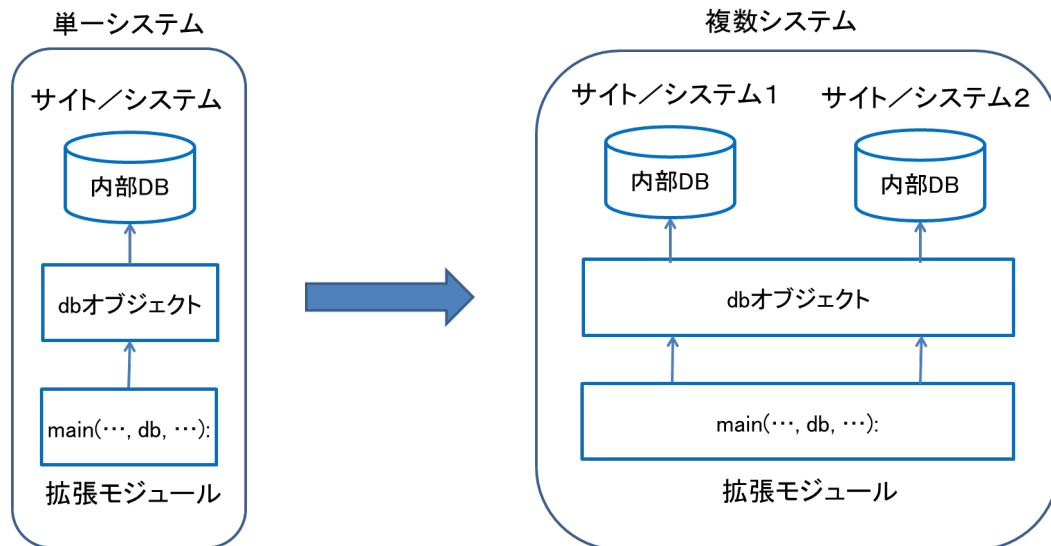 単一システム
サイト／システム
内部DB
dbオブジェクト
main(…, db, …):
拡張モジュール
複数システム
サイト／システム１
サイト／システム２
内部DB
内部DB
dbオブジェクト
main(…, db, …):
拡張モジュール